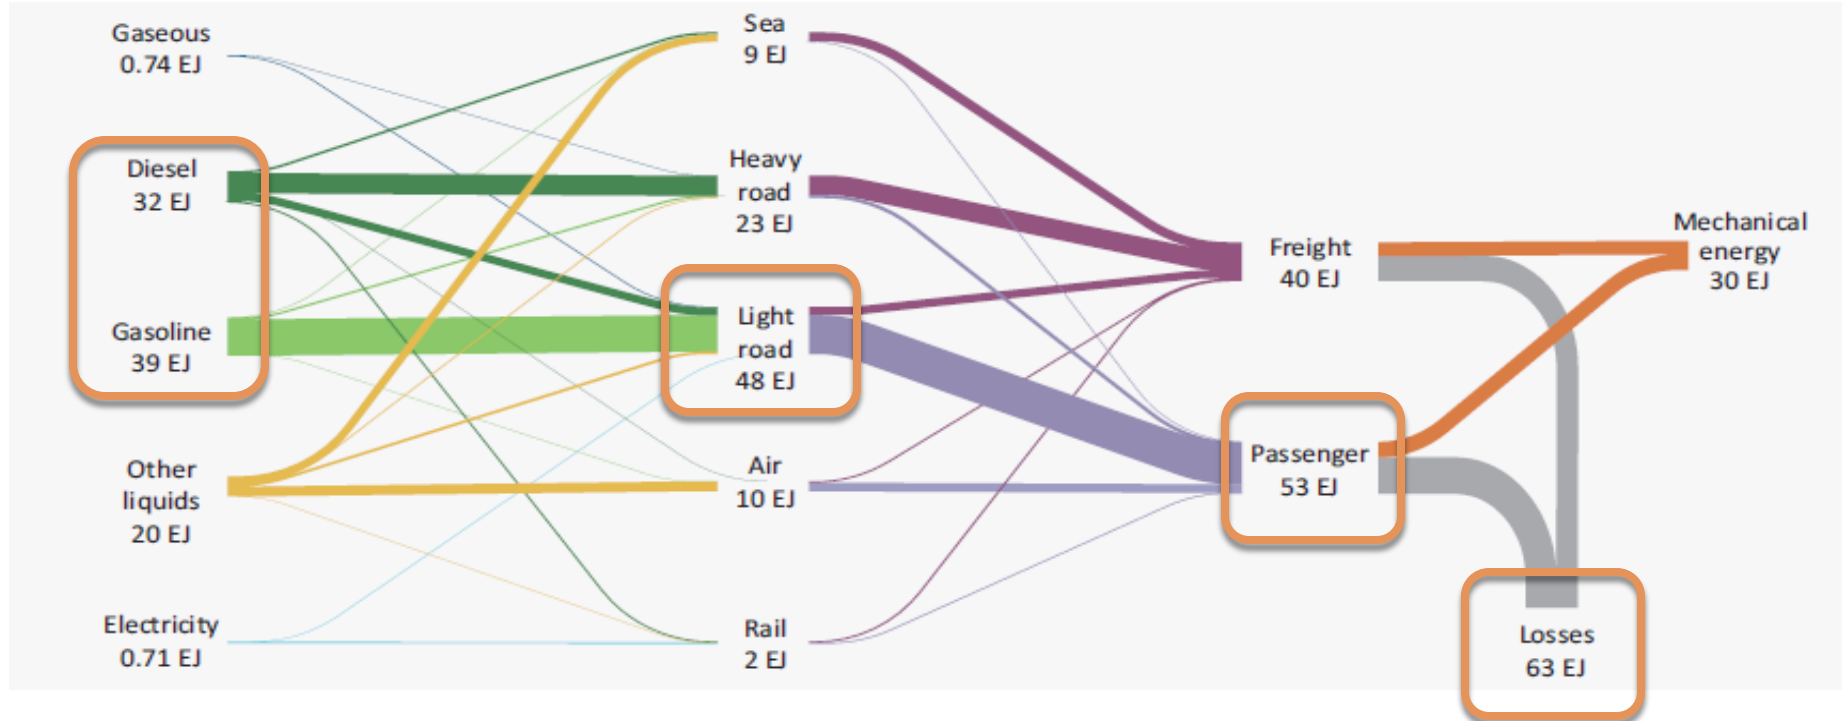 Gaseous
0.74 EJ
Diesel
32 EJ
Gasoline
39 EJ
Other
liquids
20 EJ
Electricity
0.71 EJ
Sea
9 EJ
Heavy
road
23 EJ
Light
road
48 EJ
Air
10 EJ
Rail
2 EJ
Freight
40 EJ
Passenger
53 EJ
Mechanical
energy
30 EJ
Losses
63 EJ